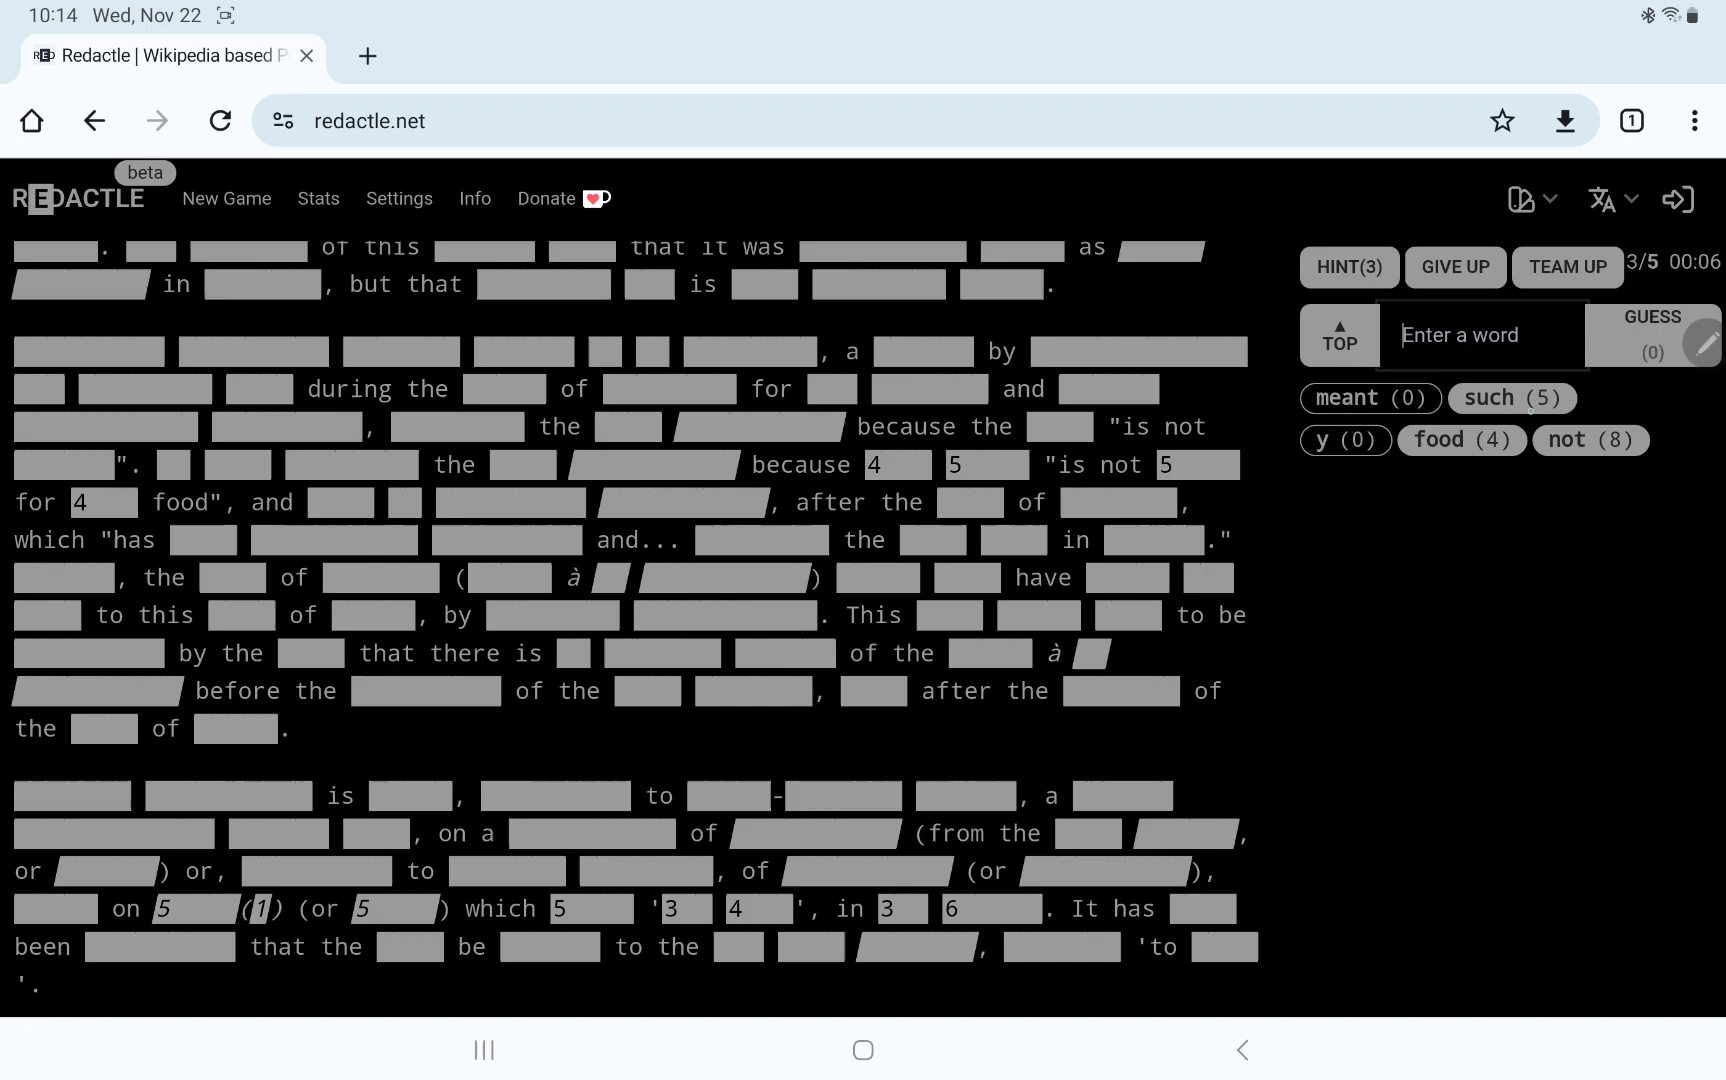 10:14 Wed, Nov 22
Redactle | Wikipedia based P
redactle.net
1
beta
REDACTLE New Game Stats Settings Info Donate
. of this that it was as
in , but that is .
, a by
during the of for and
, the because the "is not
". the because 4 5 "is not 5
for 4 food", and , after the of ,
which "has and... the in ."
, the of ( à ) have
to this of , by . This to be
by the that there is of the à
before the of the , after the of
the of .
is , to - , a
, on a of (from the ,
or ) or, to , of (or ),
on 5 (1) (or 5 ) which 5 '3 4 ', in 3 6 . It has
been that the be to the , 'to
'.
HINT(3) GIVE UP TEAM UP 3/5 00:06
▲
TOP
Enter a word
GUESS
(0)
meant (0) such (5)
y (0) food (4) not (8)